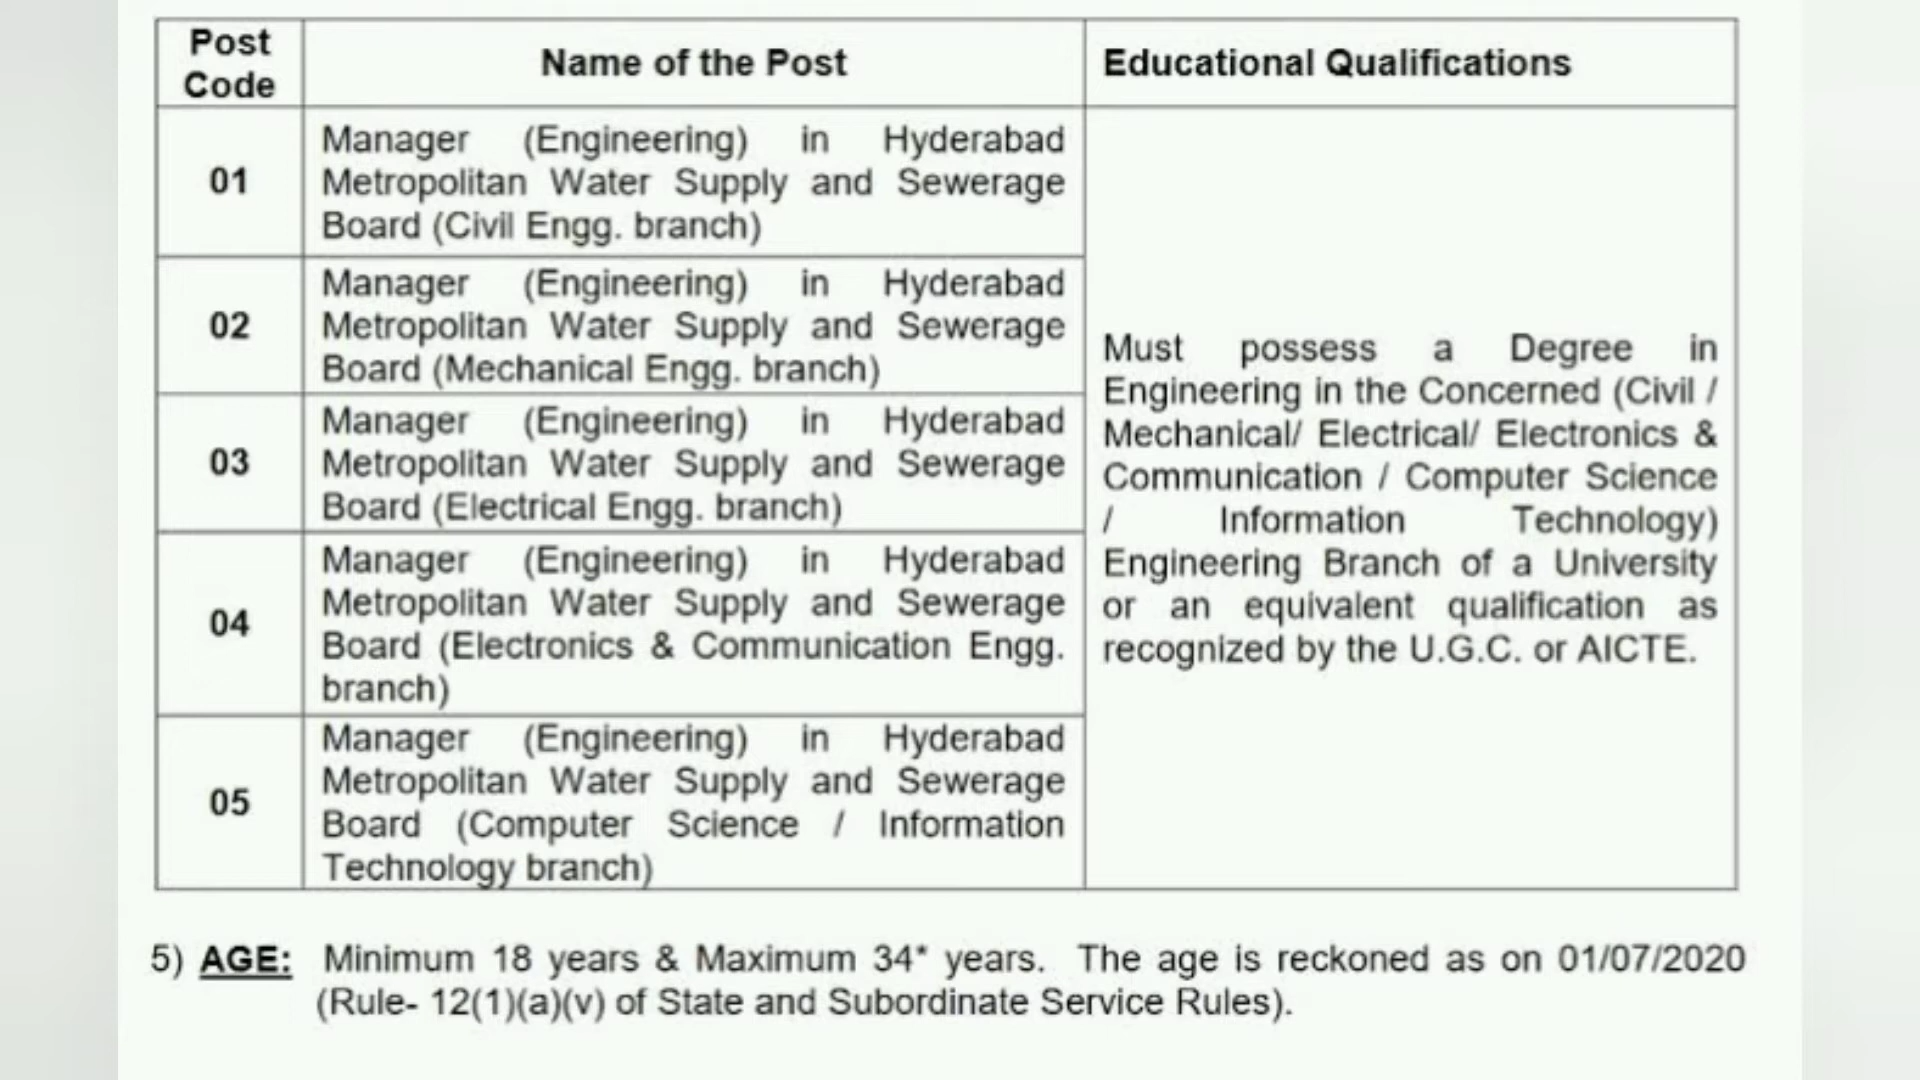 Post
Code
Name of the Post
Educational Qualifications
01
Manager (Engineering) in Hyderabad
Metropolitan Water Supply and Sewerage
Board (Civil Engg. branch)
02
Manager (Engineering) in Hyderabad
Metropolitan Water Supply and Sewerage
Board (Mechanical Engg. branch)
03
Manager (Engineering) in Hyderabad
Metropolitan Water Supply and Sewerage
Board (Electrical Engg. branch)
04
Manager (Engineering) in Hyderabad
Metropolitan Water Supply and Sewerage
Board (Electronics & Communication Engg.
branch)
05
Manager (Engineering) in Hyderabad
Metropolitan Water Supply and Sewerage
Board (Computer Science / Information
Technology branch)
Must possess a Degree in
Engineering in the Concerned (Civil /
Mechanical/ Electrical/ Electronics &
Communication / Computer Science
/ Information Technology)
Engineering Branch of a University
or an equivalent qualification as
recognized by the U.G.C. or AICTE.
5) AGE: Minimum 18 years & Maximum 34* years. The age is reckoned as on 01/07/2020
(Rule- 12(1)(a)(v) of State and Subordinate Service Rules).